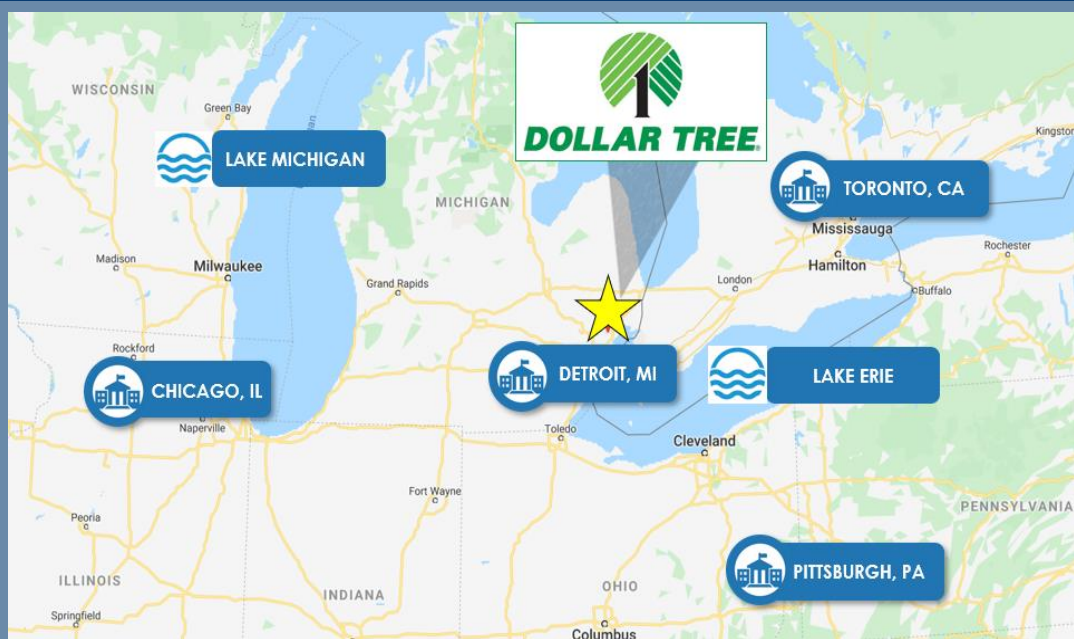 WISCONSIN
Green Bay
LAKE MICHIGAN
MICHIGAN
1
DOLLAR TREE
TORONTO, CA
Kingston
Mississauga
Hamilton
Rochester
Buffalo
London
Madison
Milwaukee
Grand Rapids
Rockford
CHICAGO, IL
Naperville
DETROIT, MI
LAKE ERIE
Toledo
Cleveland
Fort Wayne
PENNSYLVANIA
Peoria
ILLINOIS
Springfield
INDIANA
OHIO
PITTSBURGH, PA
Columbus